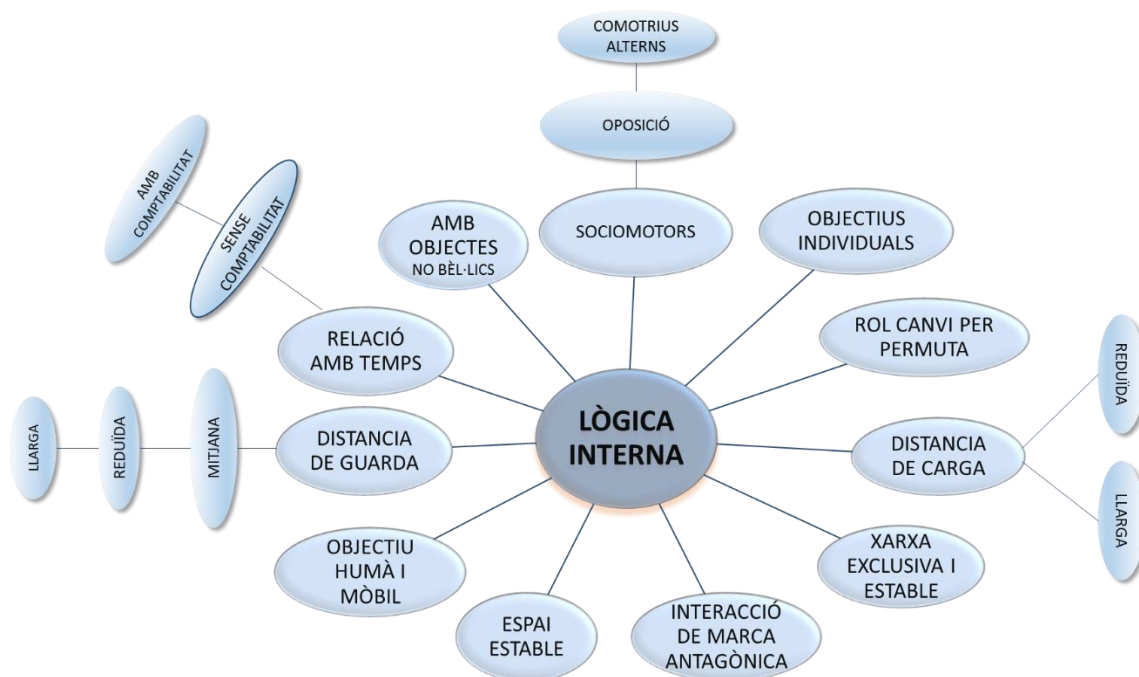 COMOTRIUS
ALTERNS
OPOSICIÓ
SOCIOMOTORS
AMB
COMPTABILITAT
SENSE
COMPTABILITAT
AMB
OBJECTES
NO BÈL·LICS
OBJECTIUS
INDIVIDUALS
RELACIÓ
AMB TEMPS
ROL CANVI PER
PERMUTA
REDUÏDA
LÒGICA
INTERNA
LLARGA
REDUÏDA
MITJANA
DISTANCIA
DE GUARDA
DISTANCIA
DE CARGA
LLARGA
OBJECTIU
HUMÀ I
MÒBIL
XARXA
EXCLUSIVA I
ESTABLE
ESPAI
ESTABLE
INTERACCIÓ
DE MARCA
ANTAGÒNICA